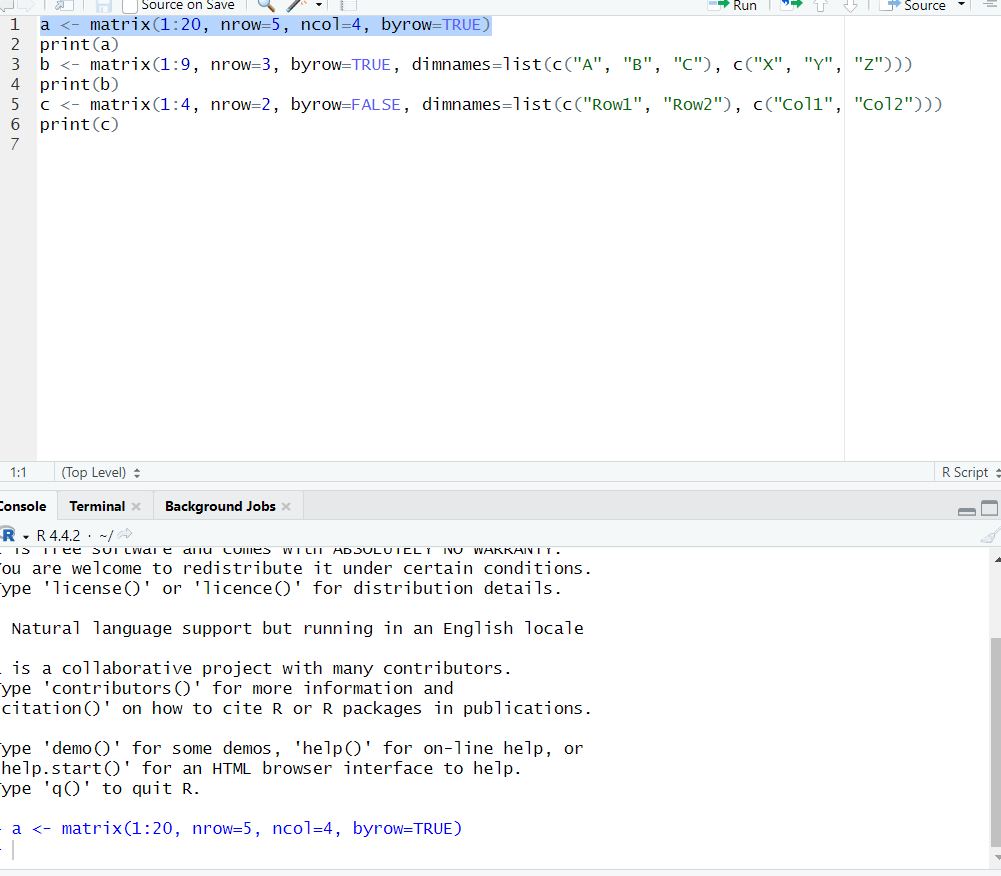 Source on Save Run Source
1 a <- matrix(1:20, nrow=5, ncol=4, byrow=TRUE)
2 print(a)
3 b <- matrix(1:9, nrow=3, byrow=TRUE, dimnames=list(c("A", "B", "C"), c("X", "Y", "Z")))
4 print(b)
5 c <- matrix(1:4, nrow=2, byrow=FALSE, dimnames=list(c("Row1", "Row2"), c("Col1", "Col2")))
6 print(c)
7
1:1 (Top Level) R Script
Console Terminal Background Jobs
R R 4.4.2 · ~/
is free software and comes with ABSOLUTELY NO WARRANTY.
You are welcome to redistribute it under certain conditions.
Type 'license()' or 'licence()' for distribution details.
Natural language support but running in an English locale
is a collaborative project with many contributors.
Type 'contributors()' for more information and
citation()' on how to cite R or R packages in publications.
Type 'demo()' for some demos, 'help()' for on-line help, or
help.start()' for an HTML browser interface to help.
Type 'q()' to quit R.
a <- matrix(1:20, nrow=5, ncol=4, byrow=TRUE)